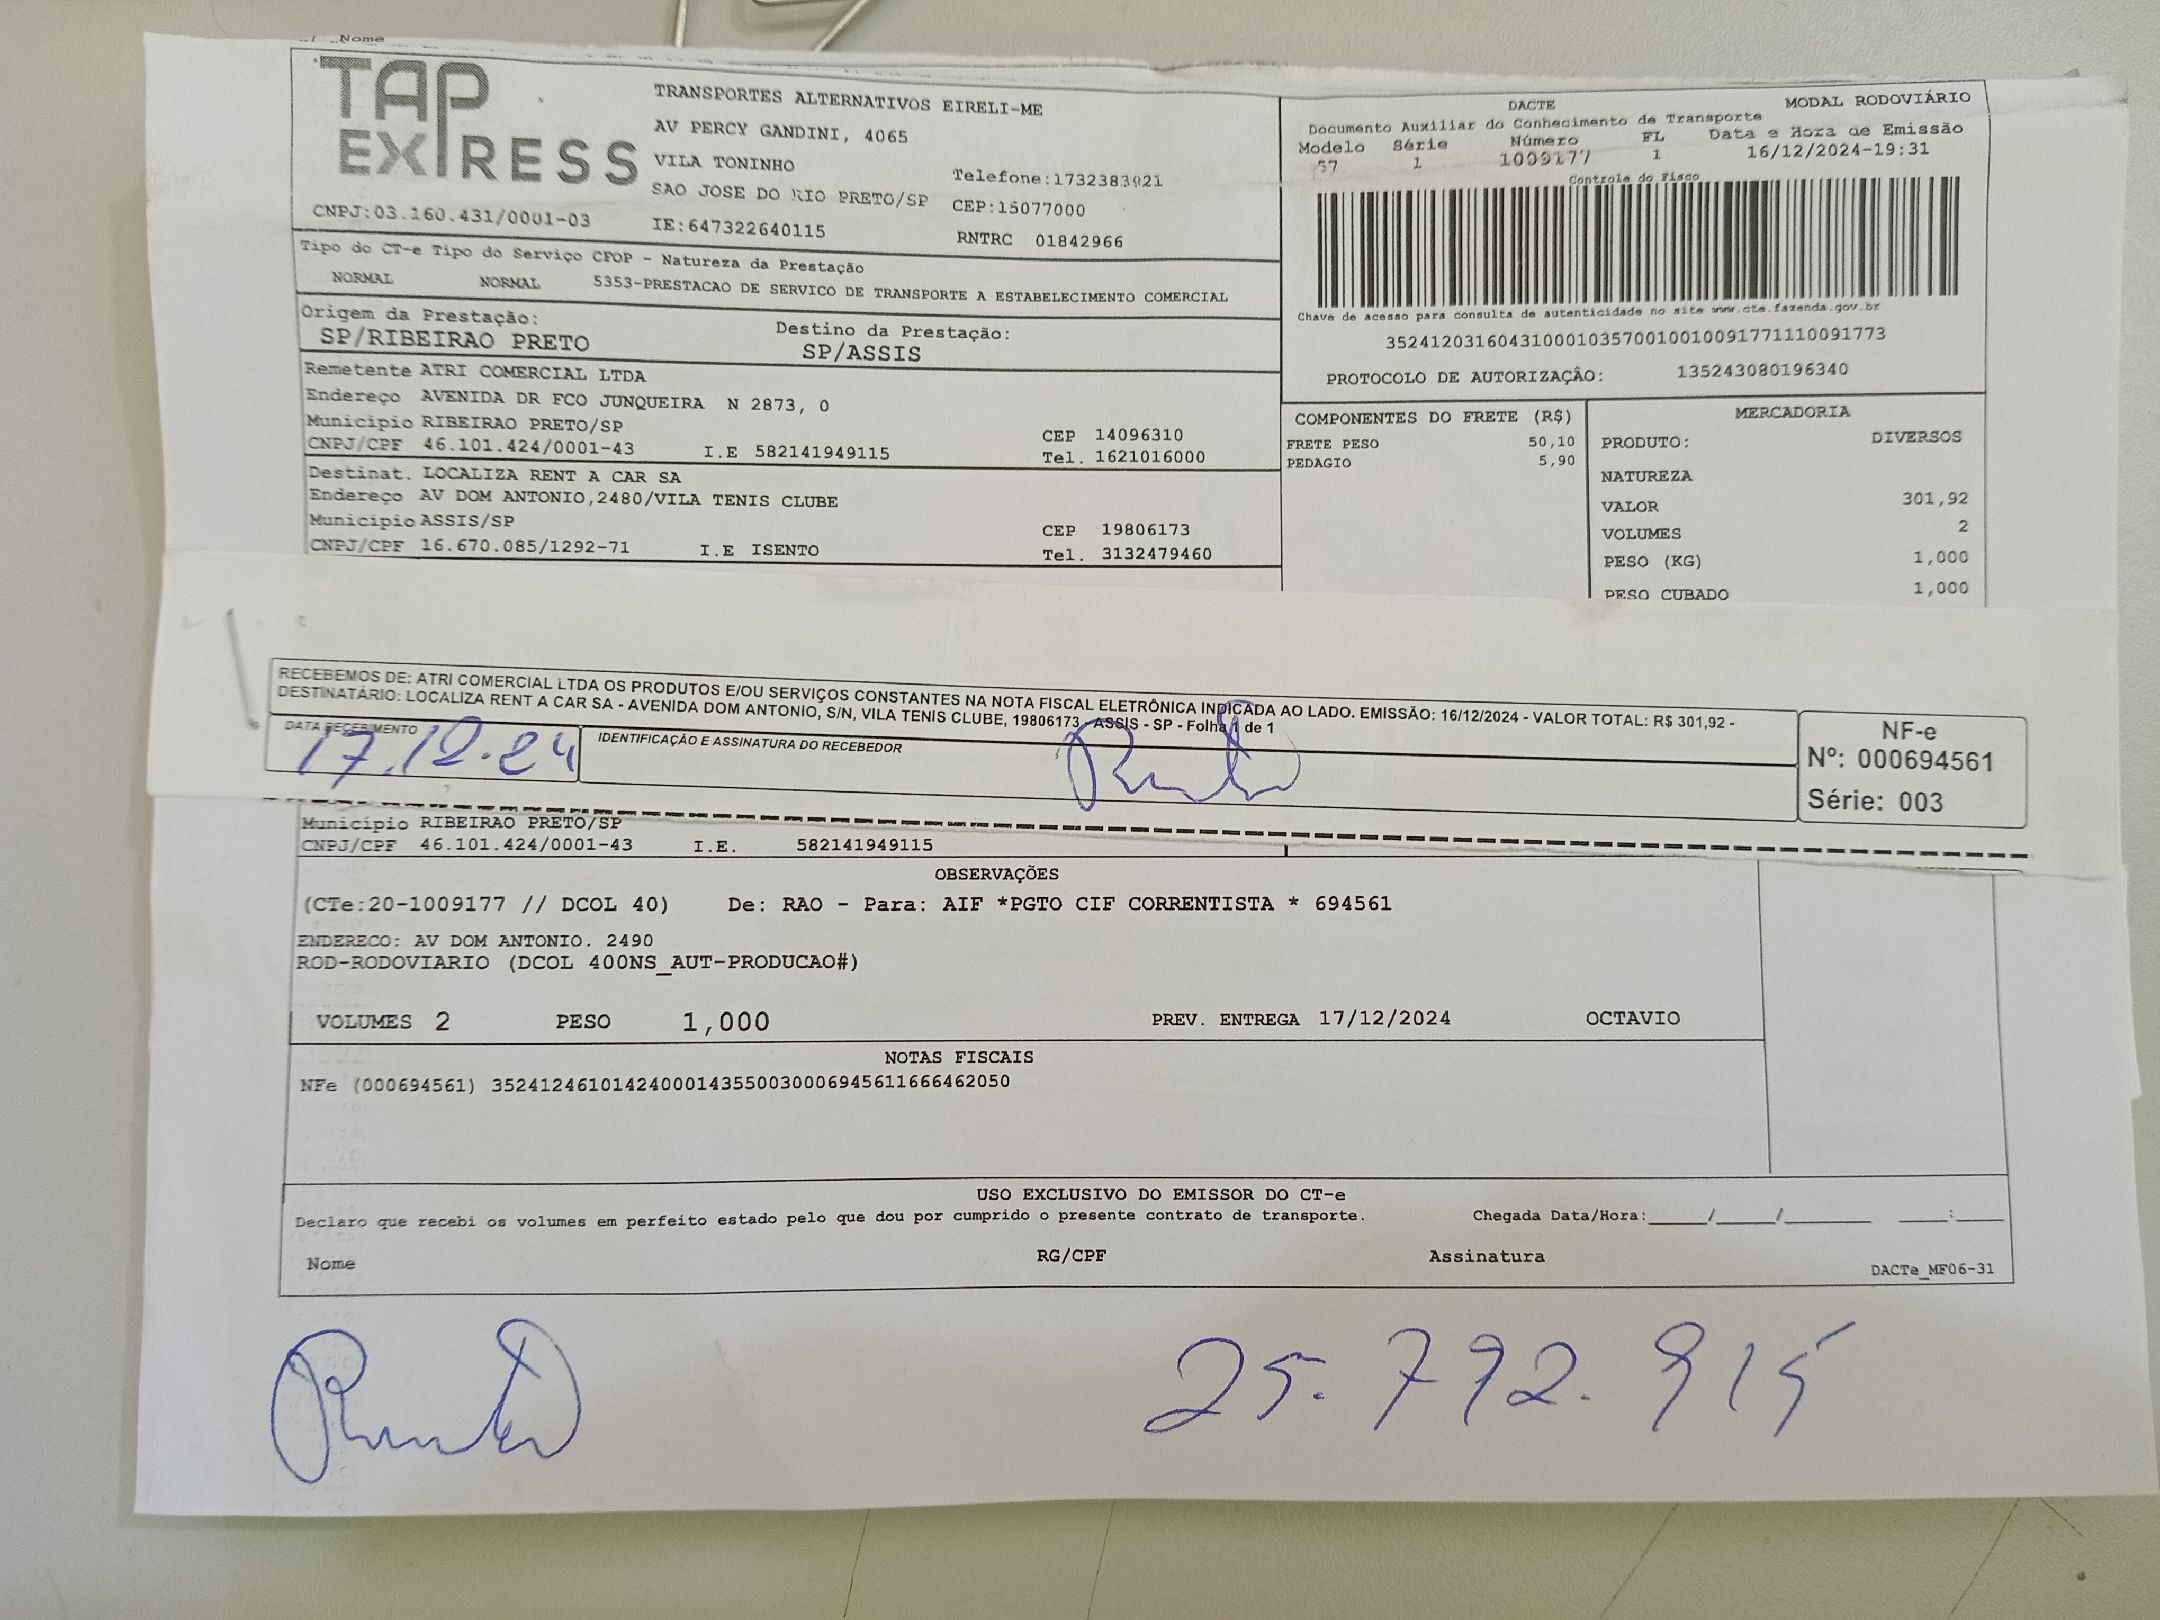 Nome
TAP EXPRESS
TRANSPORTES ALTERNATIVOS EIRELI-ME
AV PERCY GANDINI, 4065
VILA TONINHO
Telefone:1732383921
SAO JOSE DO RIO PRETO/SP CEP:15077000
CNPJ:03.160.431/0001-03 IE:647322640115 RNTRC 01842966
DACTE MODAL RODOVIÁRIO
Documento Auxiliar do Conhecimento de Transporte
Modelo Série Número FL Data e Hora de Emissão
57 1 1009177 1 16/12/2024-19:31
Controle do Fisco
Chave de acesso para consulta de autenticidade no site www.cte.fazenda.gov.br
35241203160431000103570010010091771110091773
PROTOCOLO DE AUTORIZAÇÂO: 135243080196340
Tipo do CT-e Tipo do Serviço CFOP - Natureza da Prestação
NORMAL NORMAL 5353-PRESTACAO DE SERVICO DE TRANSPORTE A ESTABELECIMENTO COMERCIAL
Origem da Prestação: Destino da Prestação:
SP/RIBEIRAO PRETO SP/ASSIS
Remetente ATRI COMERCIAL LTDA
Endereço AVENIDA DR FCO JUNQUEIRA N 2873, 0
Município RIBEIRAO PRETO/SP CEP 14096310
CNPJ/CPF 46.101.424/0001-43 I.E 582141949115 Tel. 1621016000
Destinat. LOCALIZA RENT A CAR SA
Endereço AV DOM ANTONIO,2480/VILA TENIS CLUBE
Município ASSIS/SP CEP 19806173
CNPJ/CPF 16.670.085/1292-71 I.E ISENTO Tel. 3132479460
COMPONENTES DO FRETE (R$)
FRETE PESO 50,10
PEDAGIO 5,90
MERCADORIA
PRODUTO: DIVERSOS
NATUREZA
VALOR 301,92
VOLUMES 2
PESO (KG) 1,000
PESO CUBADO 1,000
RECEBEMOS DE: ATRI COMERCIAL LTDA OS PRODUTOS E/OU SERVIÇOS CONSTANTES NA NOTA FISCAL ELETRÔNICA INDICADA AO LADO. EMISSÃO: 16/12/2024 - VALOR TOTAL: R$ 301,92 -
DESTINATÁRIO: LOCALIZA RENT A CAR SA - AVENIDA DOM ANTONIO, S/N, VILA TENIS CLUBE, 19806173 - ASSIS - SP - Folha 1 de 1
DATA RECEBIMENTO IDENTIFICAÇÃO E ASSINATURA DO RECEBEDOR
17.12.24
NF-e
Nº: 000694561
Série: 003
Município RIBEIRAO PRETO/SP
CNPJ/CPF 46.101.424/0001-43 I.E. 582141949115
OBSERVAÇÕES
(CTe:20-1009177 // DCOL 40) De: RAO - Para: AIF *PGTO CIF CORRENTISTA * 694561
ENDERECO: AV DOM ANTONIO. 2490
ROD-RODOVIARIO (DCOL 400NS_AUT-PRODUCAO#)
VOLUMES 2 PESO 1,000 PREV. ENTREGA 17/12/2024 OCTAVIO
NOTAS FISCAIS
NFe (000694561) 35241246101424000143550030006945611666462050
USO EXCLUSIVO DO EMISSOR DO CT-e
Declaro que recebi os volumes em perfeito estado pelo que dou por cumprido o presente contrato de transporte. Chegada Data/Hora:_____/_____/_______ ____:____
Nome RG/CPF Assinatura
DACTe_MF06-31
25.792.915